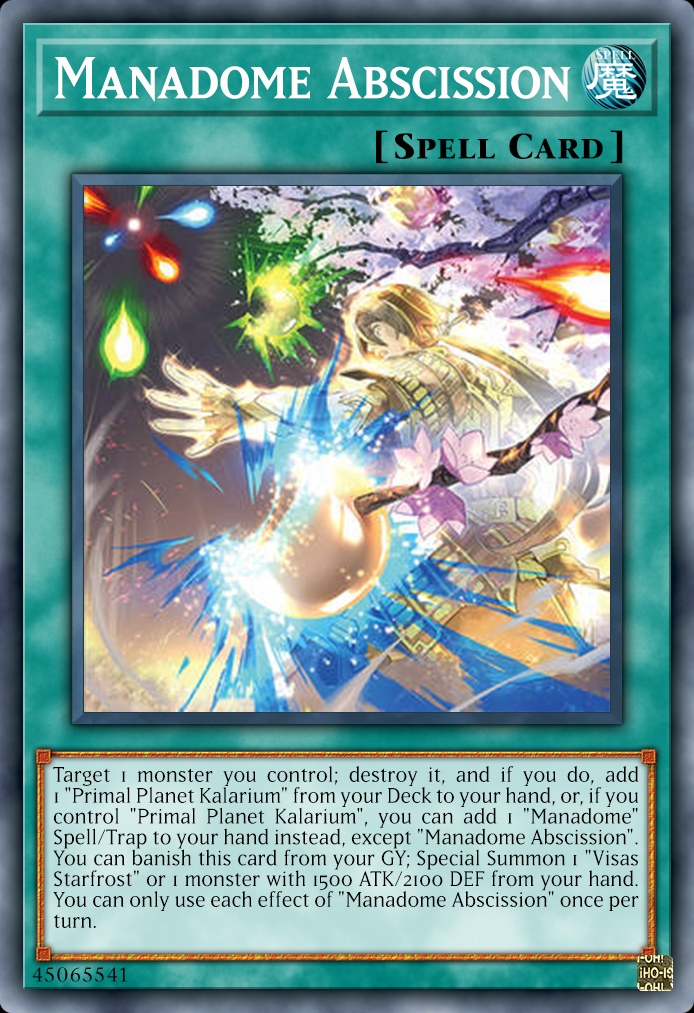 MANADOME ABSCISSION
SPELL
魔
[SPELL CARD]
Target 1 monster you control; destroy it, and if you do, add
1 "Primal Planet Kalarium" from your Deck to your hand, or, if you
control "Primal Planet Kalarium", you can add 1 "Manadome"
Spell/Trap to your hand instead, except "Manadome Abscission".
You can banish this card from your GY; Special Summon 1 "Visas
Starfrost" or 1 monster with 1500 ATK/2100 DEF from your hand.
You can only use each effect of "Manadome Abscission" once per
turn.
45065541